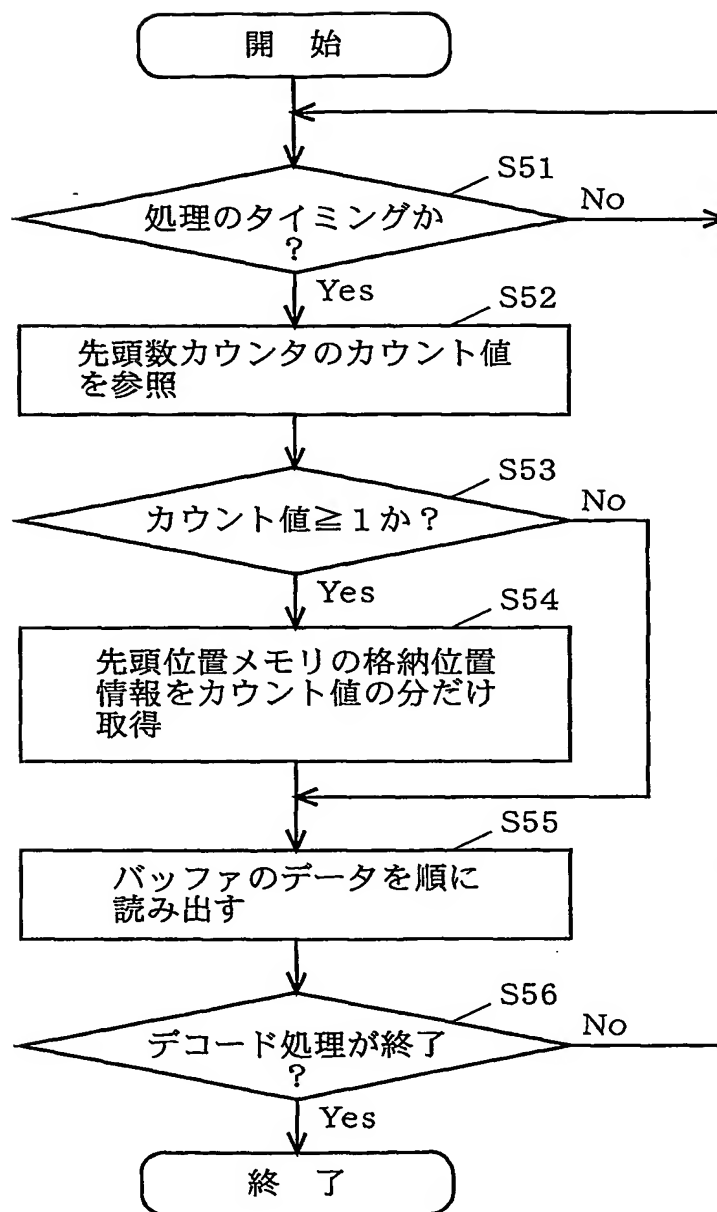 開 始
S51
処理のタイミングか
?
No
Yes
S52
先頭数カウンタのカウント値
を参照
S53
カウント値≧1か?
No
Yes
S54
先頭位置メモリの格納位置
情報をカウント値の分だけ
取得
S55
バッファのデータを順に
読み出す
S56
デコード処理が終了
?
No
Yes
終 了